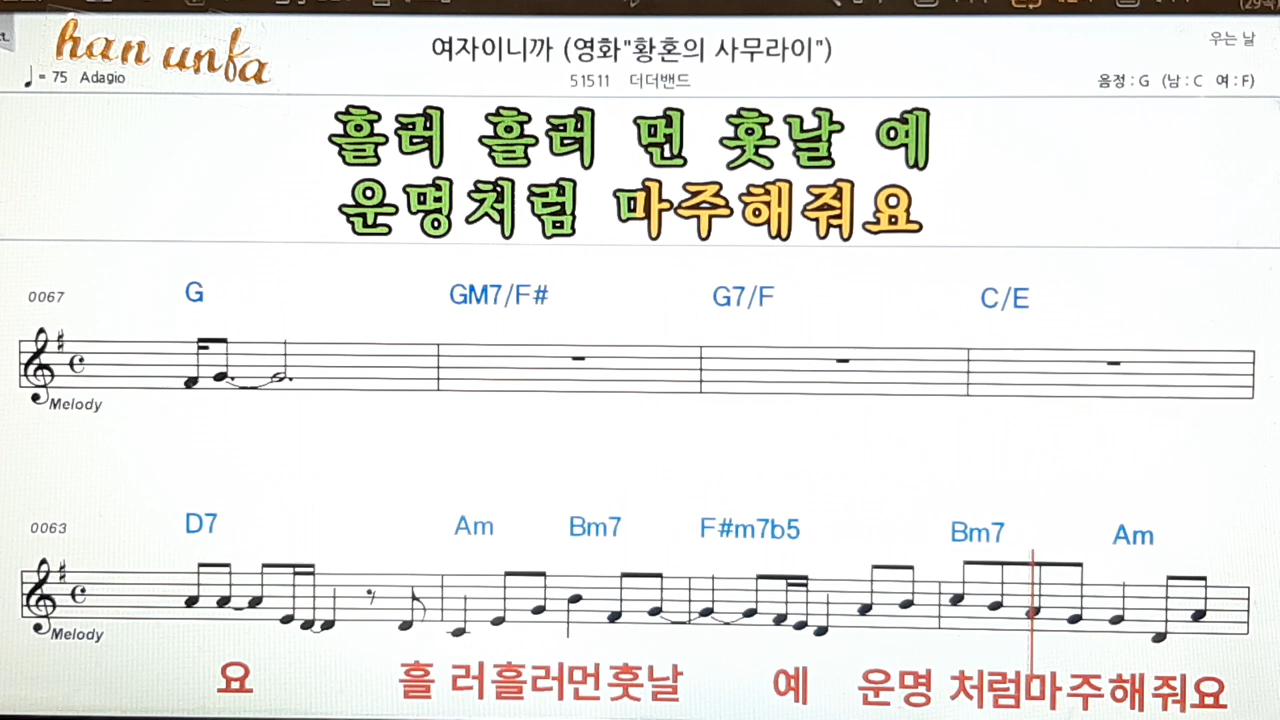 han unfa
여자이니까 (영화"황혼의 사무라이")
우는 날
♩= 75 Adagio
51511 더더밴드
음정 : G (남 : C 여 : F)
흘러 흘러 먼 훗날 예
운명처럼 마주해줘요
0067
G GM7/F# G7/F C/E
Melody
0063
D7 Am Bm7 F#m7b5 Bm7 Am
Melody
요 흘 러흘러먼훗날 예 운명 처럼마주해줘요